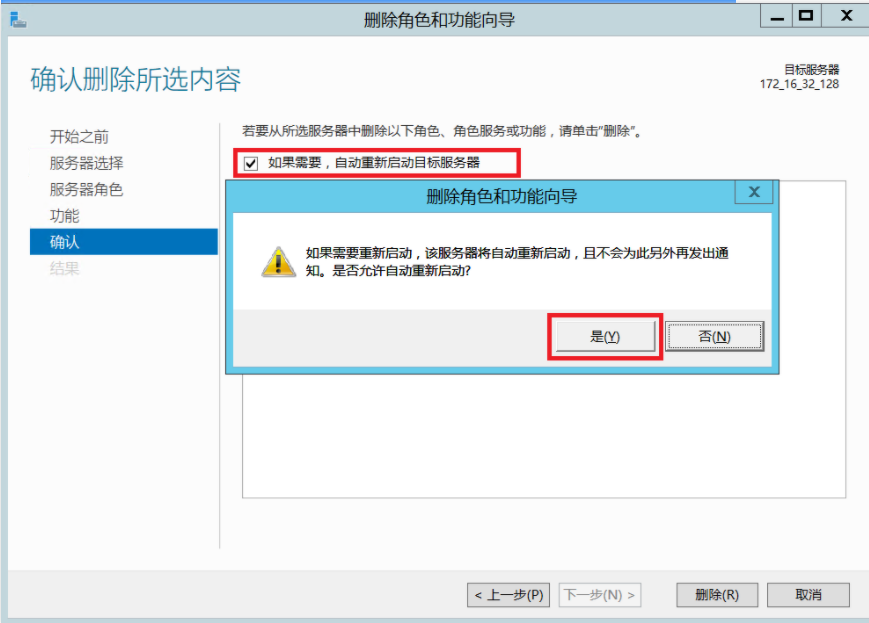 删除角色和功能向导
确认删除所选内容
目标服务器
172_16_32_128
开始之前
服务器选择
服务器角色
功能
确认
结果
若要从所选服务器中删除以下角色、角色服务或功能，请单击"删除"。
如果需要，自动重新启动目标服务器
删除角色和功能向导
如果需要重新启动，该服务器将自动重新启动，且不会为此另外再发出通
知。是否允许自动重新启动?
是(Y)
否(N)
< 上一步(P)
下一步(N) >
删除(R)
取消